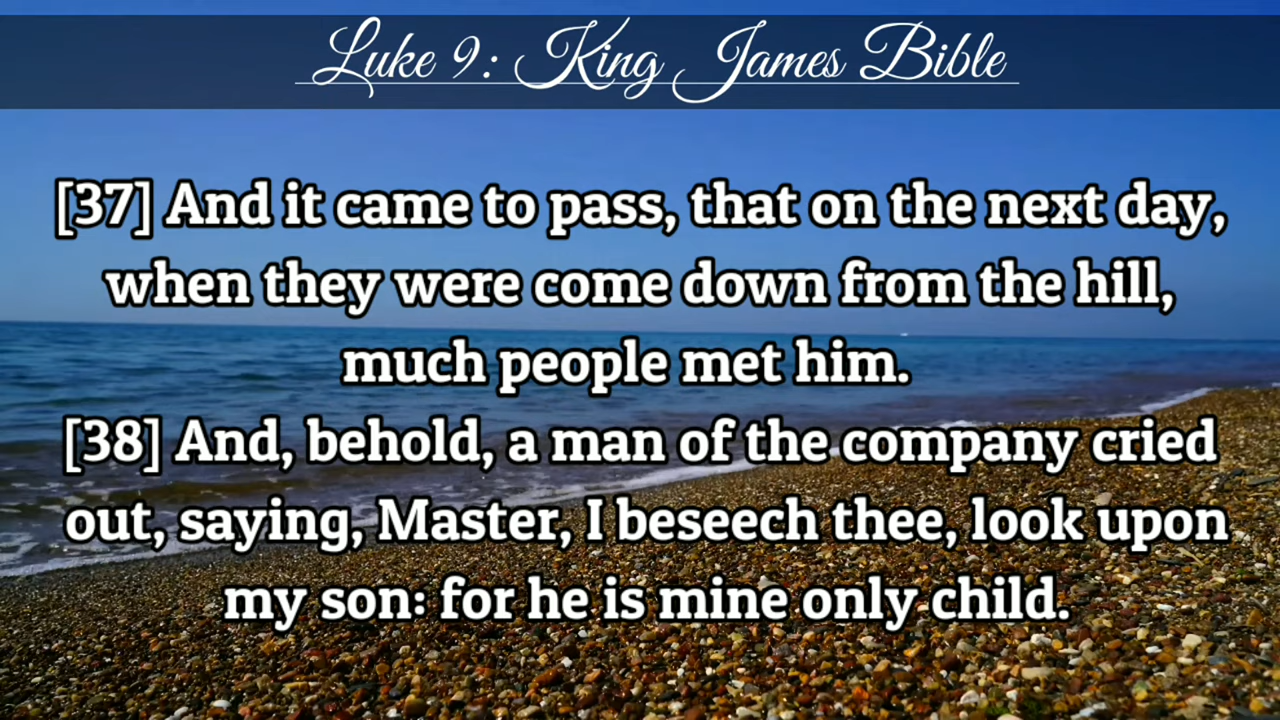 Luke 9: King James Bible
[37] And it came to pass, that on the next day,
when they were come down from the hill,
much people met him.
[38] And, behold, a man of the company cried
out, saying, Master, I beseech thee, look upon
my son: for he is mine only child.